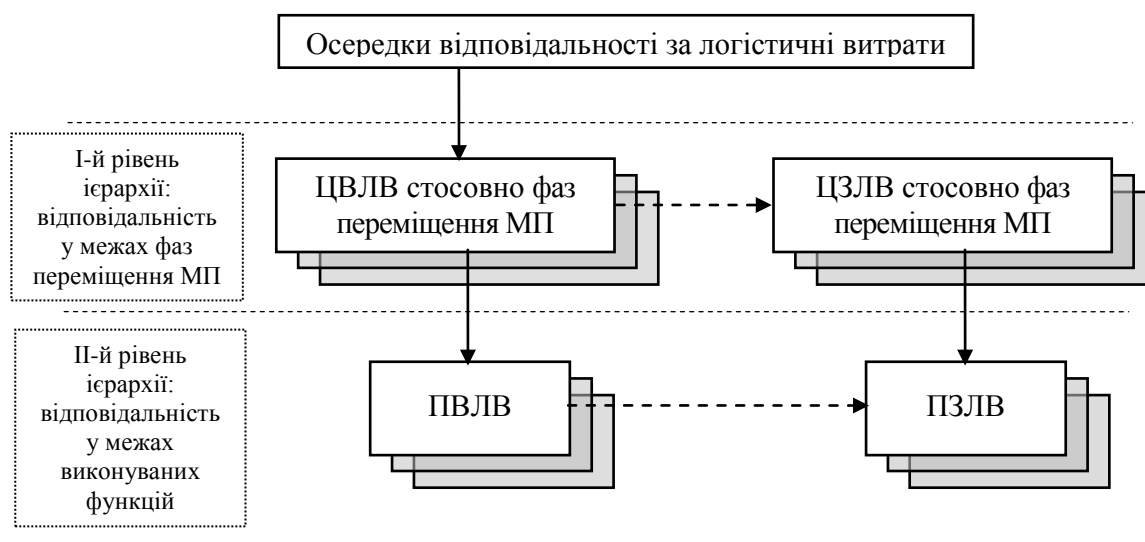 Осередки відповідальності за логістичні витрати
І-й рівень
ієрархії:
відповідальність
у межах фаз
переміщення МП
ЦВЛВ стосовно фаз
переміщення МП
ЦЗЛВ стосовно фаз
переміщення МП
ІІ-й рівень
ієрархії:
відповідальність
у межах
виконуваних
функцій
ПВЛВ
ПЗЛВ